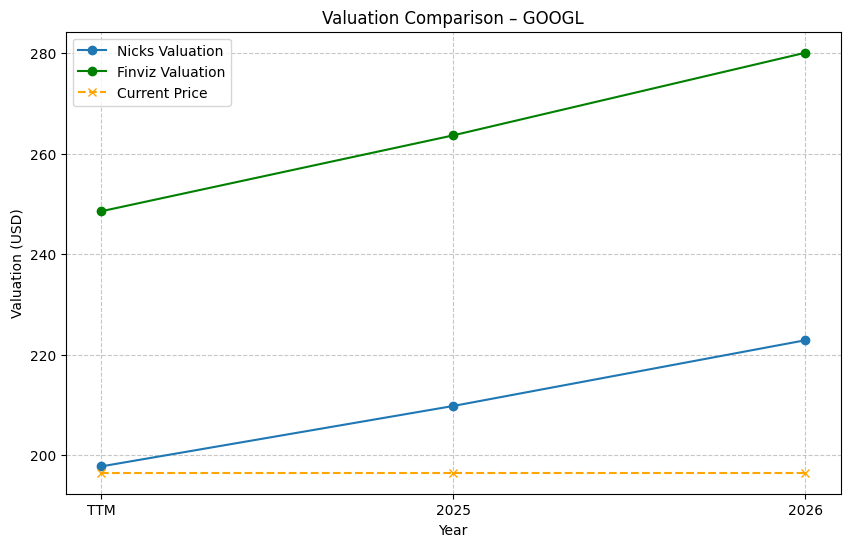 Valuation Comparison – GOOGL
Nicks Valuation
Finviz Valuation
Current Price
Valuation (USD)
280
260
240
220
200
TTM
2025
2026
Year